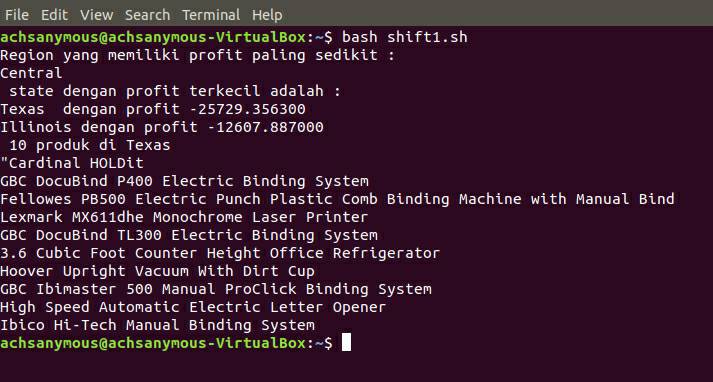 File Edit View Search Terminal Help
achsanymous@achsanymous-VirtualBox:~$ bash shift1.sh
Region yang memiliki profit paling sedikit :
Central
 state dengan profit terkecil adalah :
Texas  dengan profit -25729.356300
Illinois dengan profit -12607.887000
 10 produk di Texas
"Cardinal HOLDit
GBC DocuBind P400 Electric Binding System
Fellowes PB500 Electric Punch Plastic Comb Binding Machine with Manual Bind
Lexmark MX611dhe Monochrome Laser Printer
GBC DocuBind TL300 Electric Binding System
3.6 Cubic Foot Counter Height Office Refrigerator
Hoover Upright Vacuum With Dirt Cup
GBC Ibimaster 500 Manual ProClick Binding System
High Speed Automatic Electric Letter Opener
Ibico Hi-Tech Manual Binding System
achsanymous@achsanymous-VirtualBox:~$